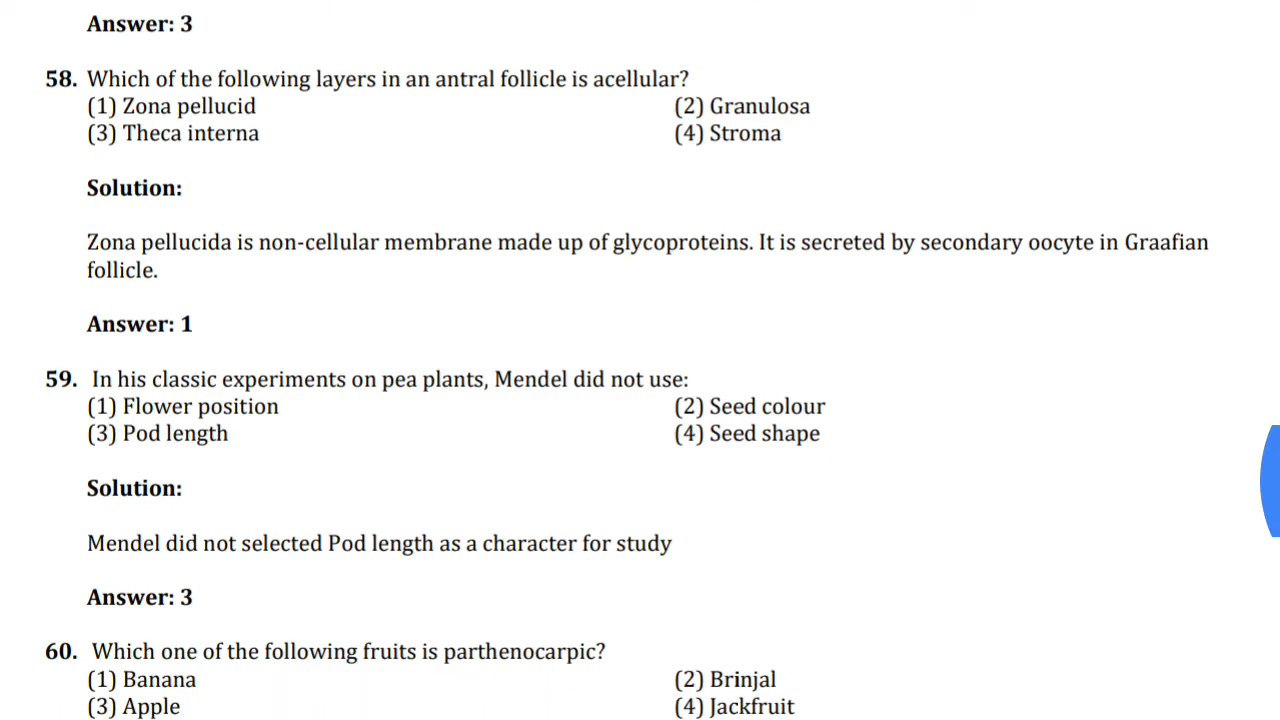 Answer: 3
58. Which of the following layers in an antral follicle is acellular?
(1) Zona pellucid (2) Granulosa
(3) Theca interna (4) Stroma
Solution:
Zona pellucida is non-cellular membrane made up of glycoproteins. It is secreted by secondary oocyte in Graafian
follicle.
Answer: 1
59. In his classic experiments on pea plants, Mendel did not use:
(1) Flower position (2) Seed colour
(3) Pod length (4) Seed shape
Solution:
Mendel did not selected Pod length as a character for study
Answer: 3
60. Which one of the following fruits is parthenocarpic?
(1) Banana (2) Brinjal
(3) Apple (4) Jackfruit